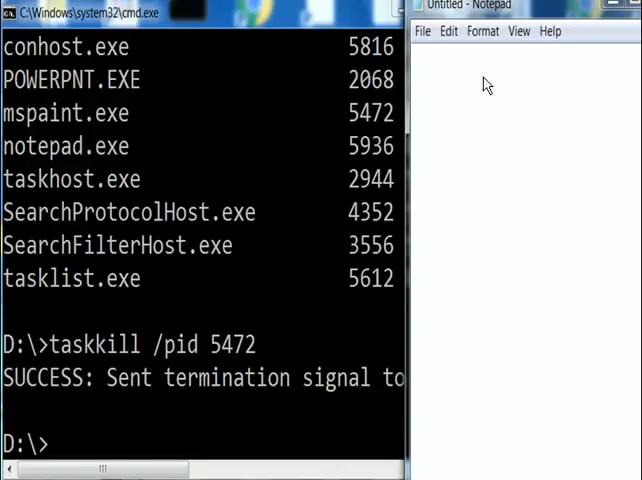 C:\Windows\system32\cmd.exe
conhost.exe 5816
POWERPNT.EXE 2068
mspaint.exe 5472
notepad.exe 5936
taskhost.exe 2944
SearchProtocolHost.exe 4352
SearchFilterHost.exe 3556
tasklist.exe 5612
D:\>taskkill /pid 5472
SUCCESS: Sent termination signal to
D:\>
Untitled - Notepad
File Edit Format View Help